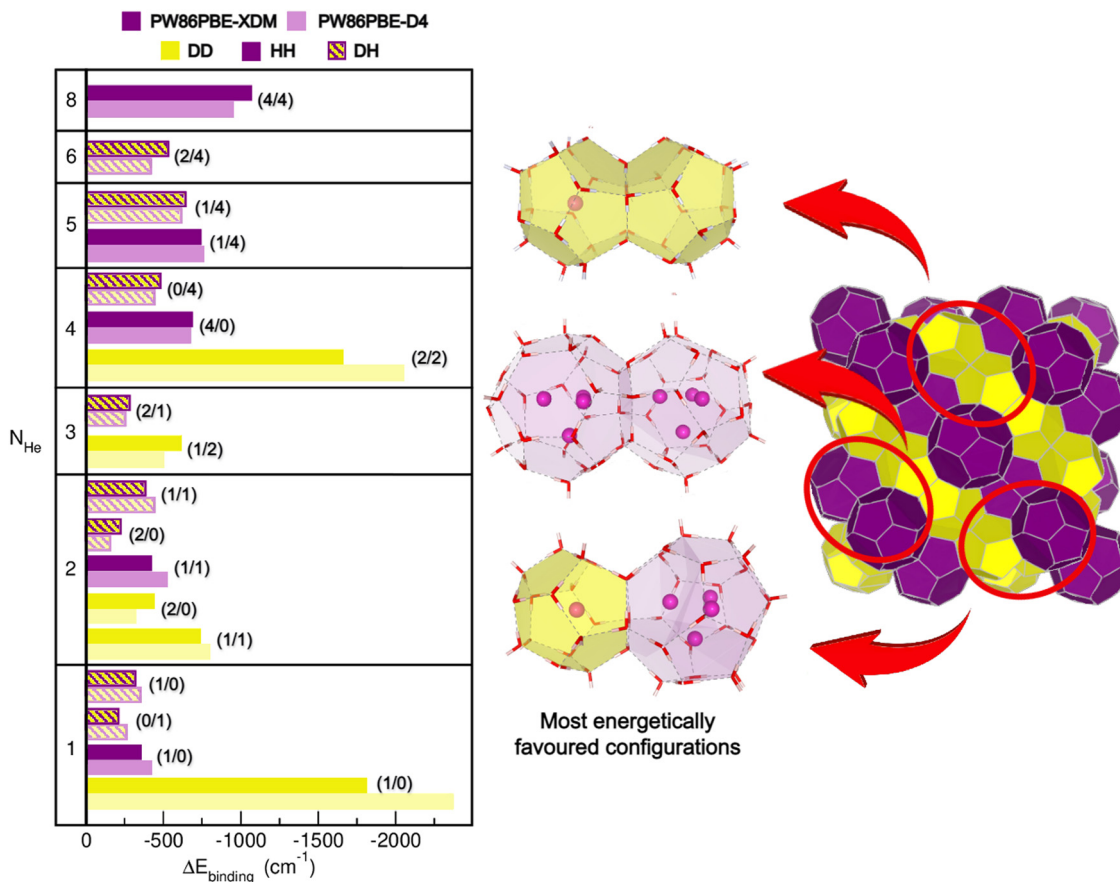 PW86PBE-XDM PW86PBE-D4
DD HH DH
8 (4/4)
6 (2/4)
5 (1/4)
(1/4)
4 (0/4)
(4/0)
(2/2)
3 (2/1)
(1/2)
2 (1/1)
(2/0)
(1/1)
(2/0)
(1/1)
1 (1/0)
(0/1)
(1/0)
(1/0)
N_He
0 -500 -1000 -1500 -2000
ΔE_binding (cm⁻¹)
Most energetically
favoured configurations